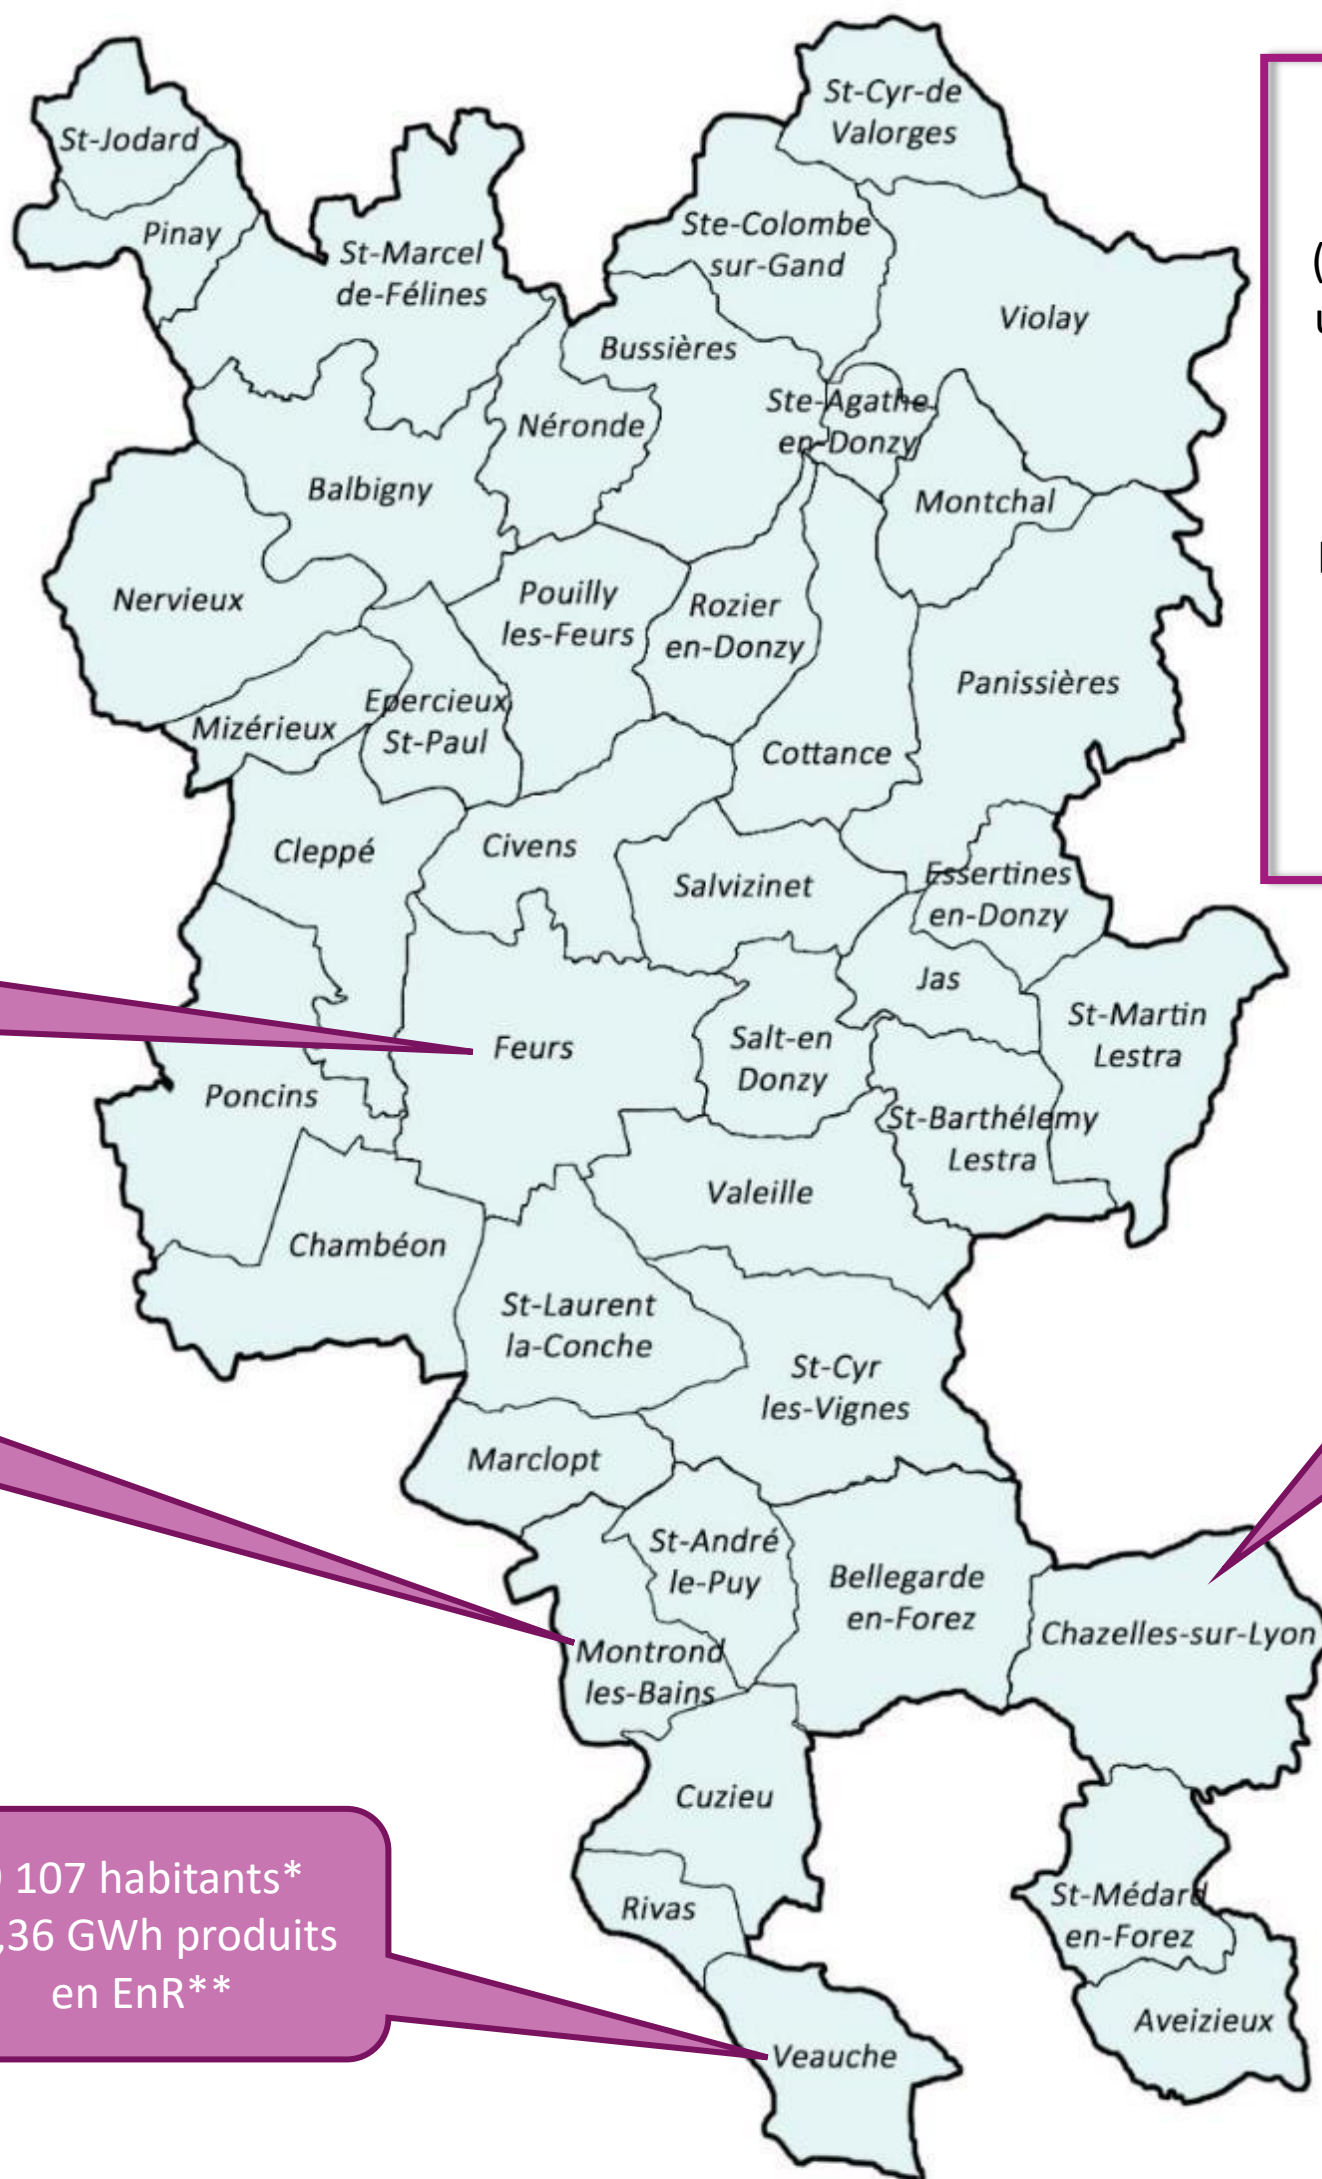 St-Cyr-de
Valorges
St-Jodard
Pinay
St-Marcel
de-Félines
Ste-Colombe
sur-Gand
Violay
Bussières
Ste-Agathe
en-Donzy
Néronde
Balbigny
Montchal
Nervieux
Pouilly
les-Feurs
Rozier
en-Donzy
Panissières
Mizérieux
Epercieux
St-Paul
Cottance
Cleppé
Civens
Salvizinet
Essertines
en-Donzy
Jas
St-Martin
Lestra
Feurs
Salt-en
Donzy
Poncins
St-Barthélemy
Lestra
Valeille
Chambéon
St-Laurent
la-Conche
St-Cyr
les-Vignes
Marclopt
St-André
le-Puy
Bellegarde
en-Forez
Chazelles-sur-Lyon
Montrond
les-Bains
Cuzieu
Rivas
St-Médard
en-Forez
Aveizieux
Veauche
107 habitants*
,36 GWh produits
en EnR**